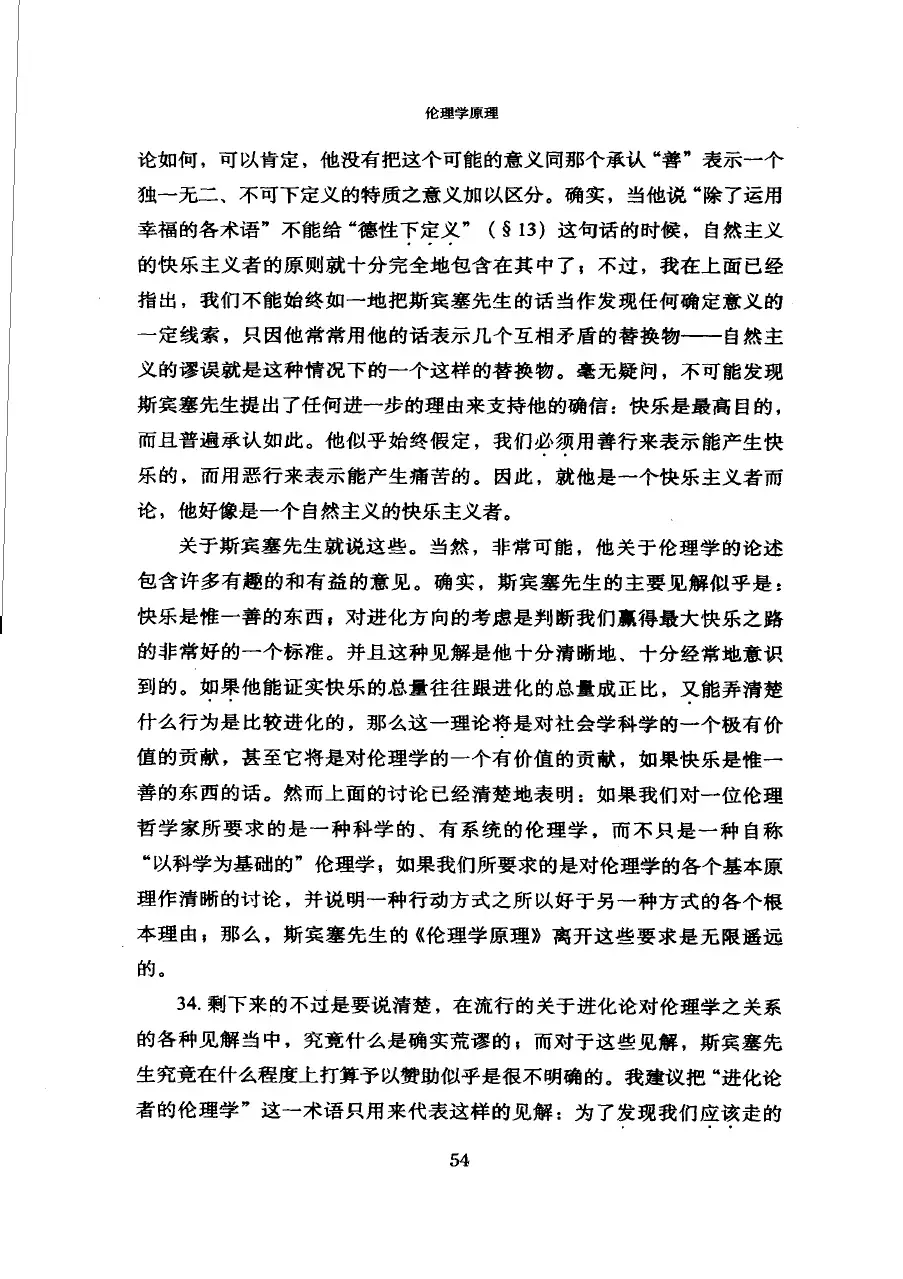 伦理学原理
论如何，可以肯定，他没有把这个可能的意义同那个承认“善”表示一个
独一无二、不可下定义的特质之意义加以区分。确实，当他说“除了运用
幸福的各术语”不能给“德性下定义”（§13）这句话的时候，自然主义
的快乐主义者的原则就十分完全地包含在其中了；不过，我在上面已经
指出，我们不能始终如一地把斯宾塞先生的话当作发现任何确定意义的
一定线索，只因他常常用他的话表示几个互相矛盾的替换物——自然主
义的谬误就是这种情况下的一个这样的替换物。毫无疑问，不可能发现
斯宾塞先生提出了任何进一步的理由来支持他的确信：快乐是最高目的，
而且普遍承认如此。他似乎始终假定，我们必须用善行来表示能产生快
乐的，而用恶行来表示能产生痛苦的。因此，就他是一个快乐主义者而
论，他好像是一个自然主义的快乐主义者。
关于斯宾塞先生就说这些。当然，非常可能，他关于伦理学的论述
包含许多有趣的和有益的意见。确实，斯宾塞先生的主要见解似乎是：
快乐是惟一善的东西；对进化方向的考虑是判断我们赢得最大快乐之路
的非常好的一个标准。并且这种见解是他十分清晰地、十分经常地意识
到的。如果他能证实快乐的总量往往跟进化的总量成正比，又能弄清楚
什么行为是比较进化的，那么这一理论将是对社会学科学的一个极有价
值的贡献，甚至它将是对伦理学的一个有价值的贡献，如果快乐是惟一
善的东西的话。然而上面的讨论已经清楚地表明：如果我们对一位伦理
哲学家所要求的是一种科学的、有系统的伦理学，而不只是一种自称
“以科学为基础的”伦理学；如果我们所要求的是对伦理学的各个基本原
理作清晰的讨论，并说明一种行动方式之所以好于另一种方式的各个根
本理由；那么，斯宾塞先生的《伦理学原理》离开这些要求是无限遥远
的。
34. 剩下来的不过是要说清楚，在流行的关于进化论对伦理学之关系
的各种见解当中，究竟什么是确实荒谬的；而对于这些见解，斯宾塞先
生究竟在什么程度上打算予以赞助似乎是很不明确的。我建议把“进化论
者的伦理学”这一术语只用来代表这样的见解：为了发现我们应该走的
54